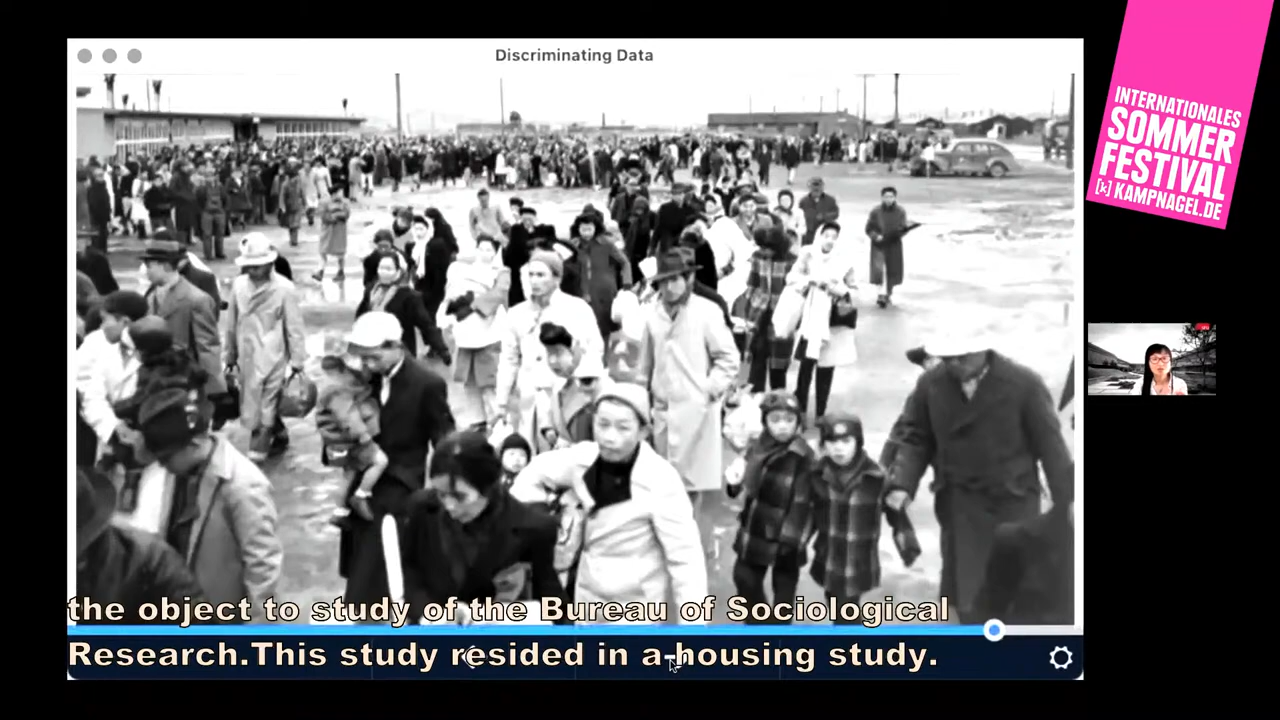 Discriminating Data
INTERNATIONALES
SOMMER
FESTIVAL
[k] KAMPNAGEL.DE
the object to study of the Bureau of Sociological
Research.This study resided in a housing study.